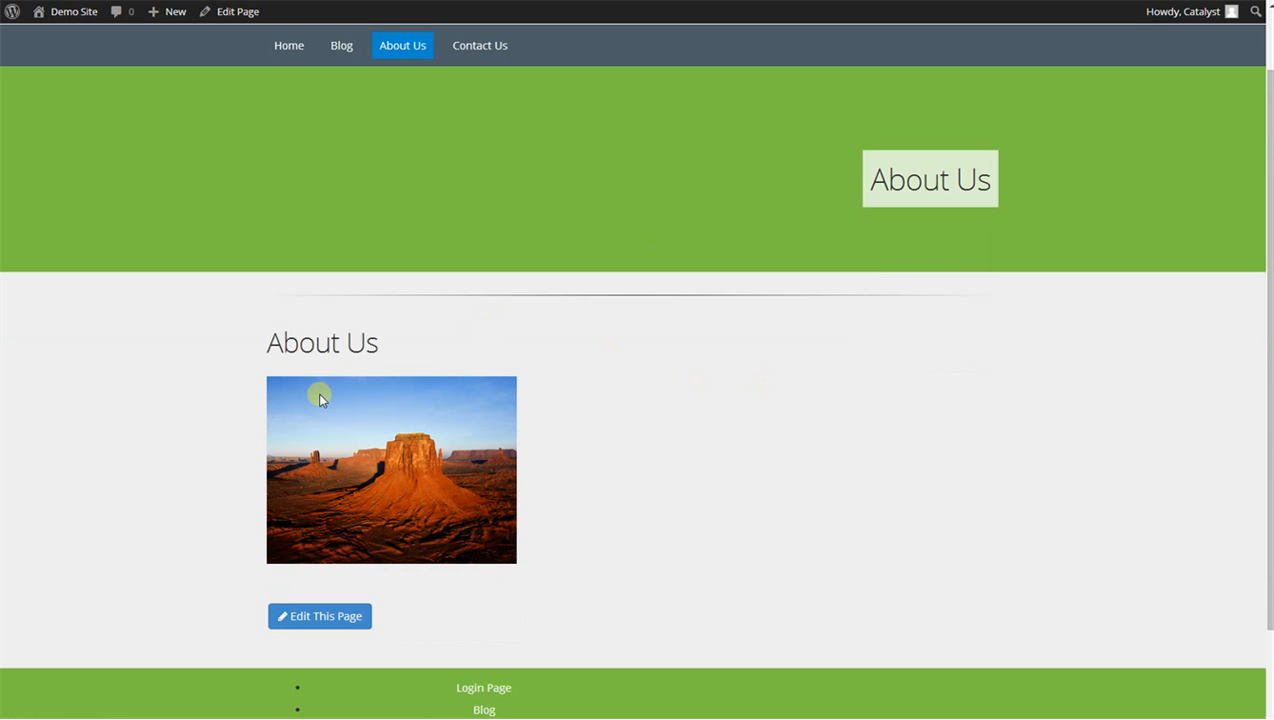 Demo Site 0 New Edit Page Howdy, Catalyst
Home Blog About Us Contact Us
About Us
About Us
Edit This Page
Login Page
Blog